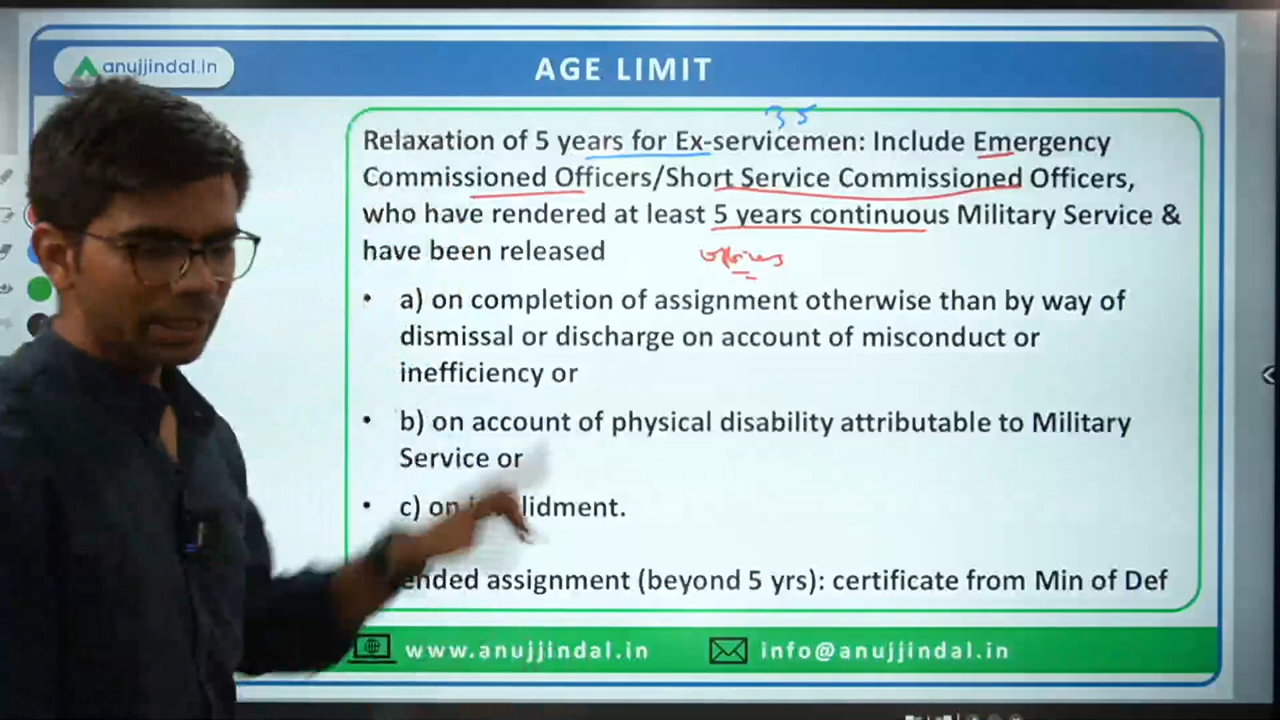 anujjindal.in
AGE LIMIT
35
Relaxation of 5 years for Ex-servicemen: Include Emergency
Commissioned Officers/Short Service Commissioned Officers,
who have rendered at least 5 years continuous Military Service &
have been released
• a) on completion of assignment otherwise than by way of
dismissal or discharge on account of misconduct or
inefficiency or
• b) on account of physical disability attributable to Military
Service or
• c) on
ended assignment (beyond 5 yrs): certificate from Min of Def
www.anujjindal.in
info@anujjindal.in